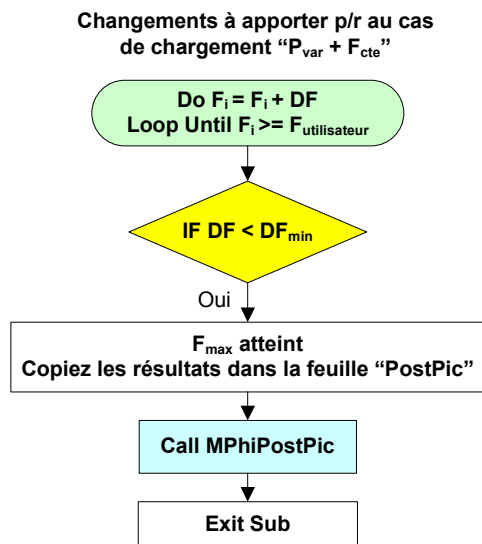 Changements à apporter p/r au cas
de chargement “Pvar + Fcte”
Do Fi = Fi + DF
Loop Until Fi >= Futilisateur
IF DF < DFmin
Oui
Fmax atteint
Copiez les résultats dans la feuille “PostPic”
Call MPhiPostPic
Exit Sub